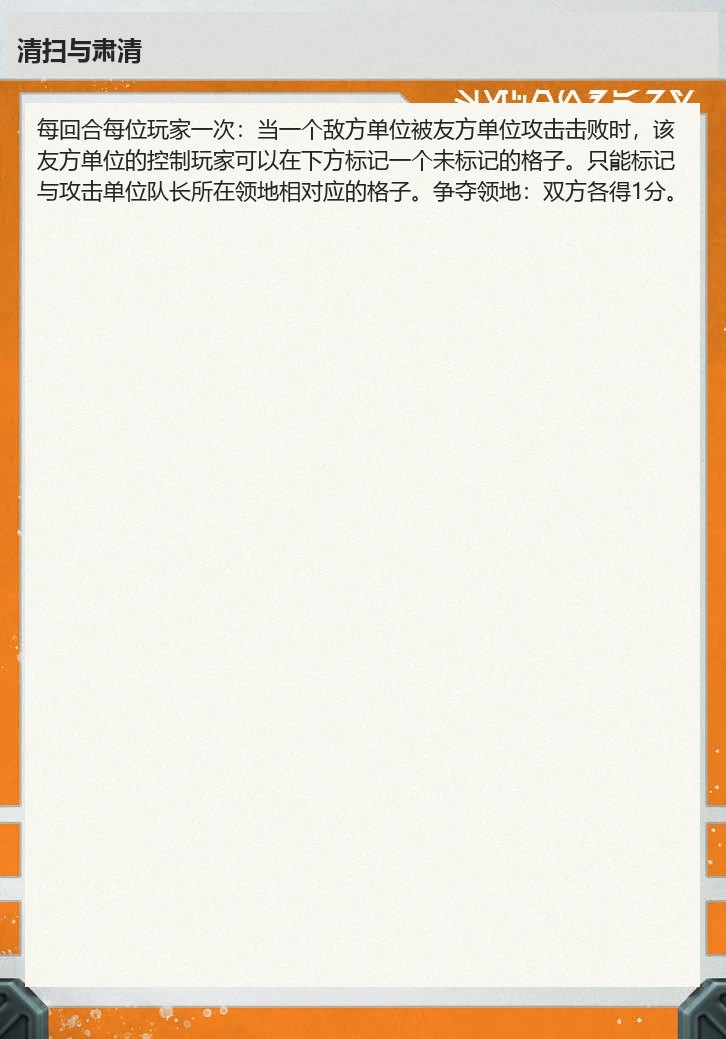 清扫与肃清
每回合每位玩家一次：当一个敌方单位被友方单位攻击击败时，该
友方单位的控制玩家可以在下方标记一个未标记的格子。只能标记
与攻击单位队长所在领地相对应的格子。争夺领地：双方各得1分。